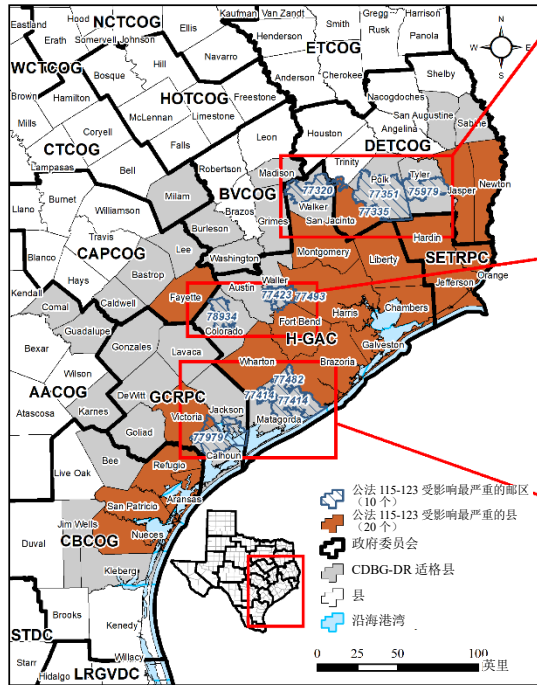 NCTCOG
Hood
Erath
Somervell
Johnson
Ellis
Kaufman
Van Zandt
Henderson
Navarro
Smith
Gregg
Rusk
Harrison
Panola
ETCOG
Eastland
WCTCOG
Bosque
Hill
Anderson
Cherokee
Shelby
N
W
E
S
Brown
Hamilton
HOTCOG
Freestone
McLennan
Limestone
Nacogdoches
San Augustine
Sabine
Mills
Coryell
CTCOG
Falls
Leon
Houston
Angelina
DETCOG
Lampasas
Bell
Robertson
Madison
Trinity
Polk
Tyler
Jasper
Newton
77320
77351
75979
77335
Walker
San Jacinto
BVCOG
Brazos
Grimes
Milam
Burleson
Llano
Burnet
Williamson
Travis
Blanco
CAPCOG
Hays
Lee
Bastrop
Washington
Montgomery
Liberty
Hardin
SETRPC
Orange
Jefferson
Kendall
Comal
Caldwell
Fayette
Austin
Waller
77423
77493
Harris
Chambers
Guadalupe
Bexar
Gonzales
78934
Colorado
Fort Bend
H-GAC
Galveston
Wilson
Lavaca
Wharton
Brazoria
AACOG
Atascosa
Karnes
DeWitt
GCRPC
77482
77414
77414
Jackson
Matagorda
Victoria
Goliad
77979
Calhoun
Live Oak
Bee
Refugio
San Patricio
Aransas
Jim Wells
Nueces
Duval
CBCOG
Kleberg
Brooks
Kenedy
STDC
Starr
Hidalgo
Willacy
LRGVDC
公法 115-123 受影响最严重的邮区
（10 个）
公法 115-123 受影响最严重的县
（20 个）
政府委员会
CDBG-DR 适格县
县
沿海港湾
0 25 50 100
英里